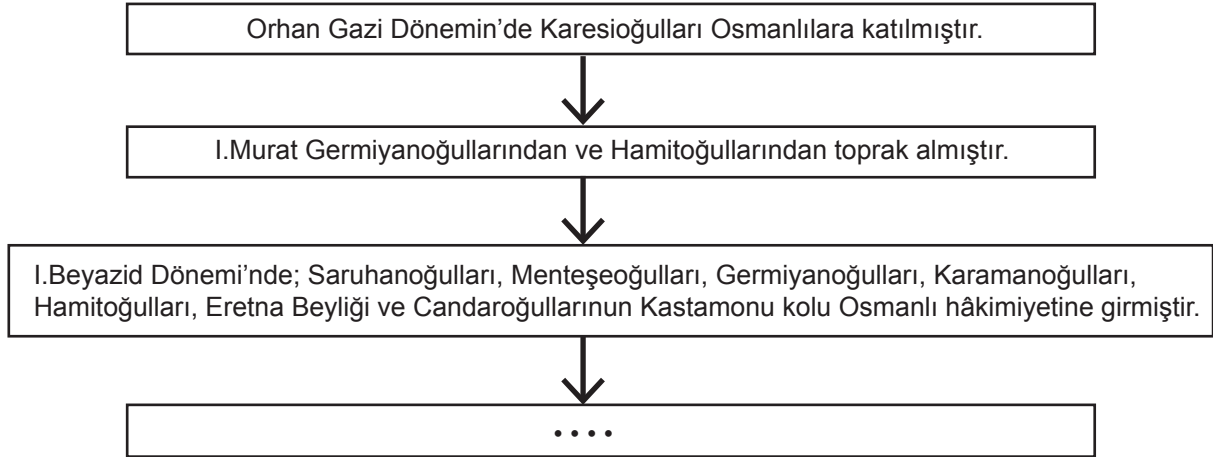 Orhan Gazi Dönemin’de Karesioğulları Osmanlılara katılmıştır.
I.Murat Germiyanoğullarından ve Hamitoğullarından toprak almıştır.
I.Beyazid Dönemi’nde; Saruhanoğulları, Menteşeoğulları, Germiyanoğulları, Karamanoğulları,
Hamitoğulları, Eretna Beyliği ve Candaroğullarınun Kastamonu kolu Osmanlı hâkimiyetine girmiştir.
....